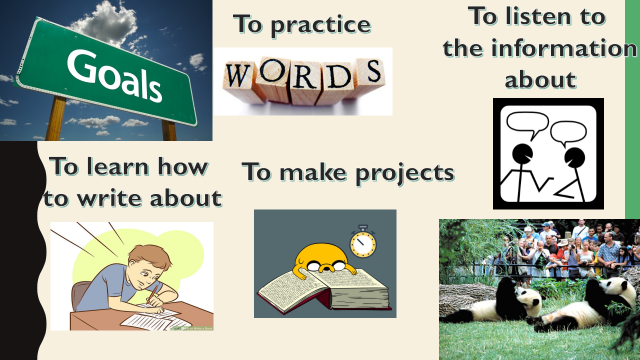 Goals
To practice
WORDS
To listen to
the information
about
To learn how
to write about
To make projects